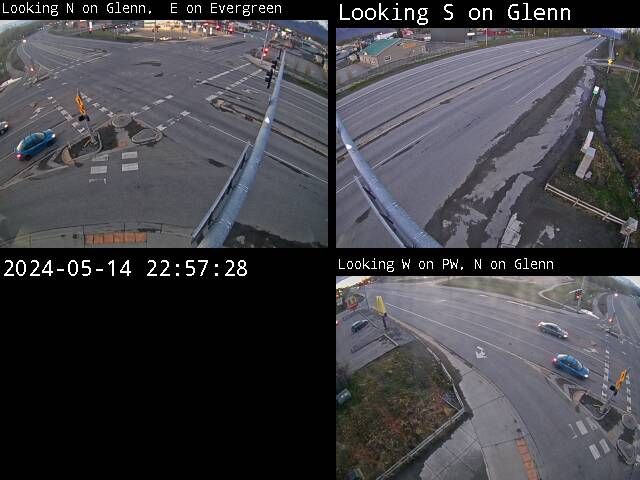 Looking N on Glenn,  E on Evergreen
Looking S on Glenn
2024-05-14 22:57:28
Looking W on PW, N on Glenn